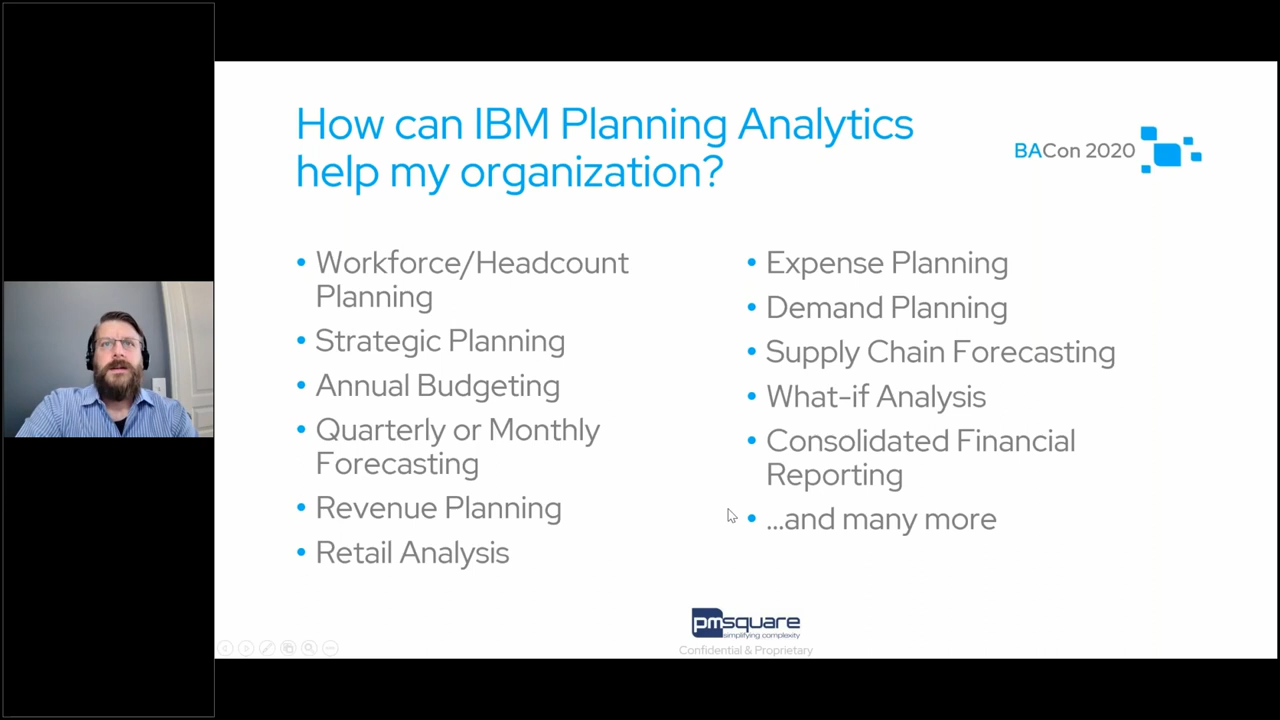 How can IBM Planning Analytics
help my organization?
BACon 2020
• Workforce/Headcount
Planning
• Strategic Planning
• Annual Budgeting
• Quarterly or Monthly
Forecasting
• Revenue Planning
• Retail Analysis
• Expense Planning
• Demand Planning
• Supply Chain Forecasting
• What-if Analysis
• Consolidated Financial
Reporting
• ...and many more
pmsquare
simplifying complexity
Confidential & Proprietary